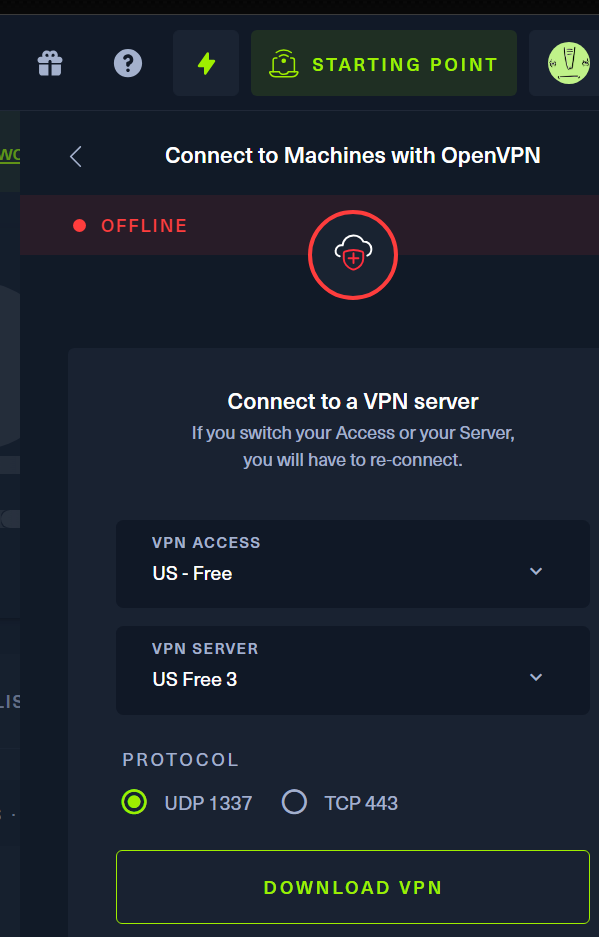 STARTING POINT
Connect to Machines with OpenVPN
OFFLINE
Connect to a VPN server
If you switch your Access or your Server,
you will have to re-connect.
VPN ACCESS
US - Free
VPN SERVER
US Free 3
PROTOCOL
UDP 1337
TCP 443
DOWNLOAD VPN